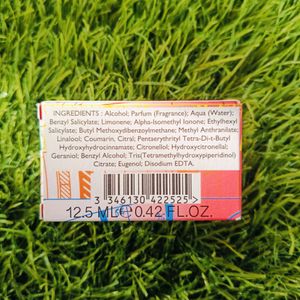 INGREDIENTS : Alcohol; Parfum (Fragrance); Aqua (Water);
Benzyl Salicylate; Limonene; Alpha-Isomethyl Ionone; Ethylhexyl
Salicylate; Butyl Methoxydibenzoylmethane; Methyl Anthranilate;
Linalool; Coumarin, Citral; Pentaerythrityl Tetra-Di-t-Butyl
Hydroxyhydrocinnamate; Citronellol; Hydroxycitronellal;
Geraniol; Benzyl Alcohol; Tris(Tetramethylhydroxypiperidinol)
Citrate; Eugenol; Disodium EDTA.
3 346130 422525>
12.5 ML℮ 0.42 FL.OZ.